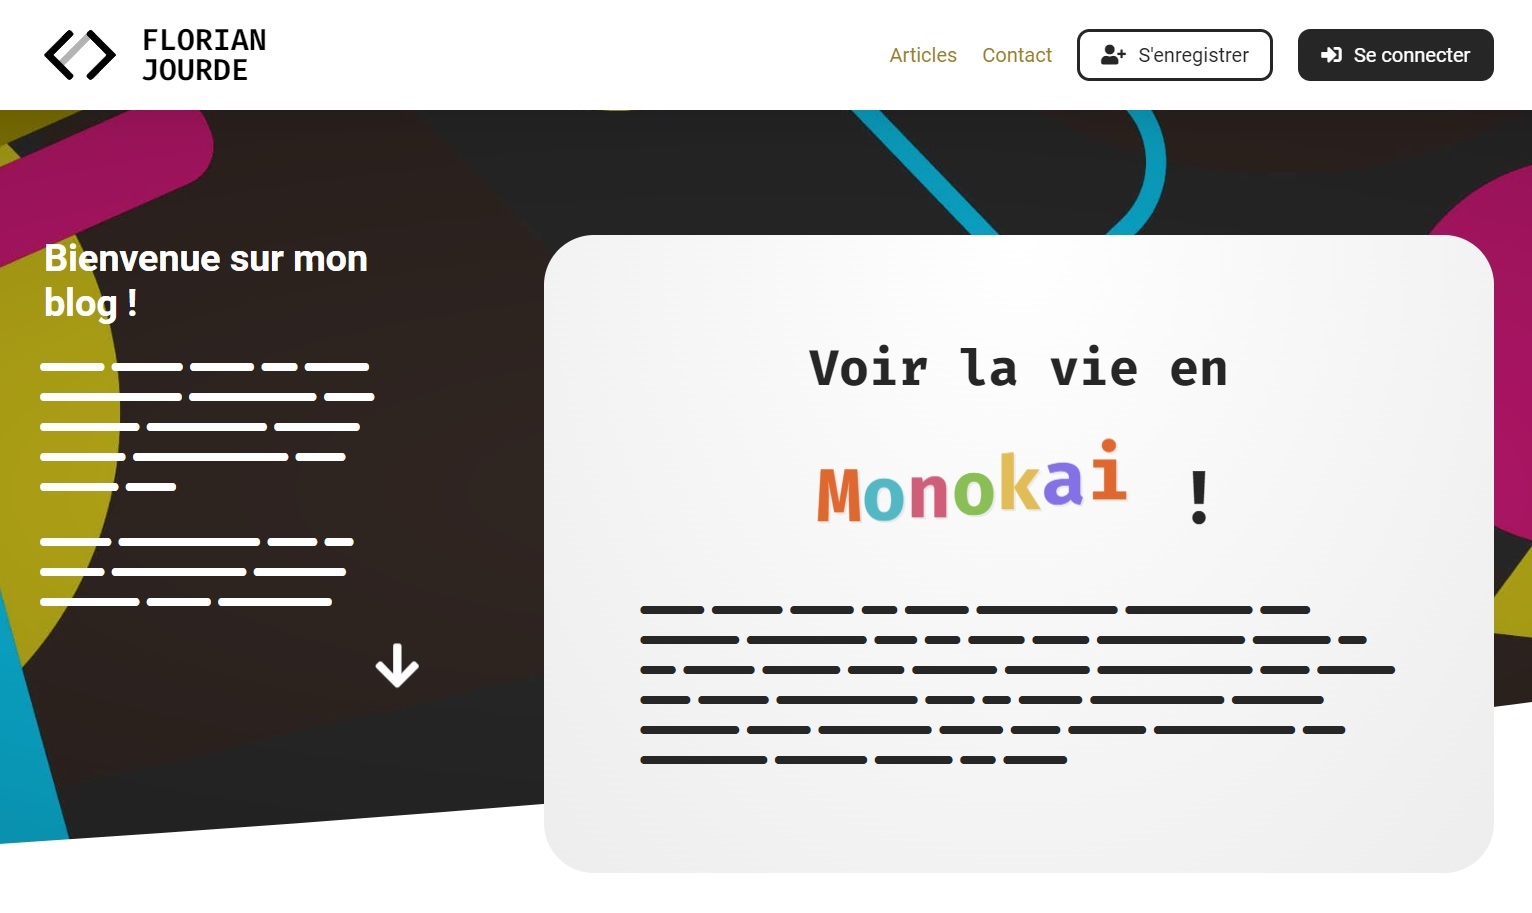 FLORIAN
JOURDE
Articles
Contact
S'enregistrer
Se connecter
Bienvenue sur mon
blog !
Voir la vie en
Monokai !